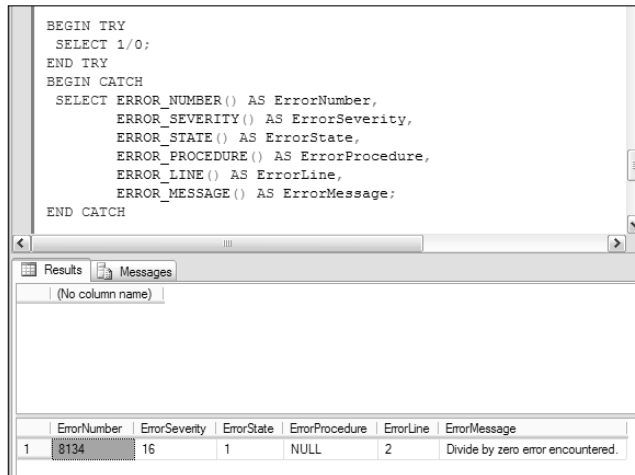 BEGIN TRY
SELECT 1/0;
END TRY
BEGIN CATCH
SELECT ERROR_NUMBER() AS ErrorNumber,
ERROR_SEVERITY() AS ErrorSeverity,
ERROR_STATE() AS ErrorState,
ERROR_PROCEDURE() AS ErrorProcedure,
ERROR_LINE() AS ErrorLine,
ERROR_MESSAGE() AS ErrorMessage;
END CATCH
Results Messages
(No column name)
ErrorNumber ErrorSeverity ErrorState ErrorProcedure ErrorLine ErrorMessage
1 8134 16 1 NULL 2 Divide by zero error encountered.